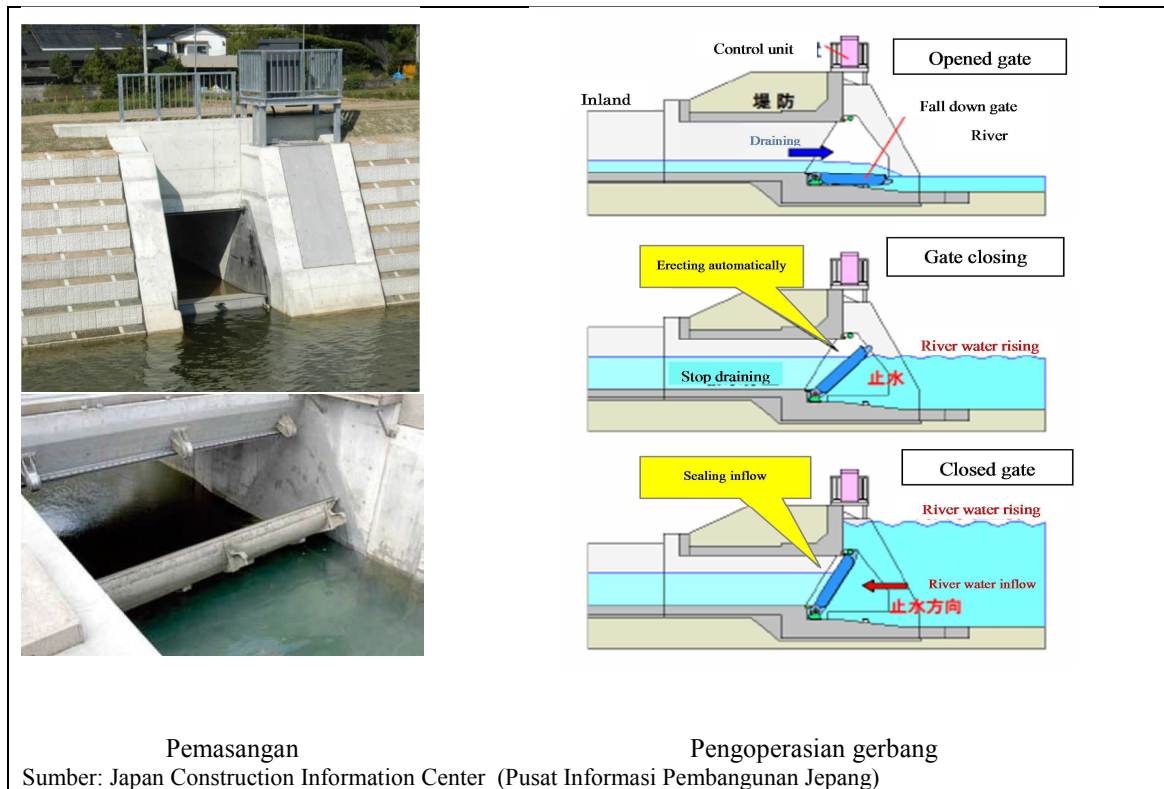 Control unit
Opened gate
Inland
堤防
Fall down gate
River
Draining
Erecting automatically
Gate closing
River water rising
Stop draining
止水
Sealing inflow
Closed gate
River water rising
River water inflow
止水方向
Pemasangan
Pengoperasian gerbang
Sumber: Japan Construction Information Center (Pusat Informasi Pembangunan Jepang)